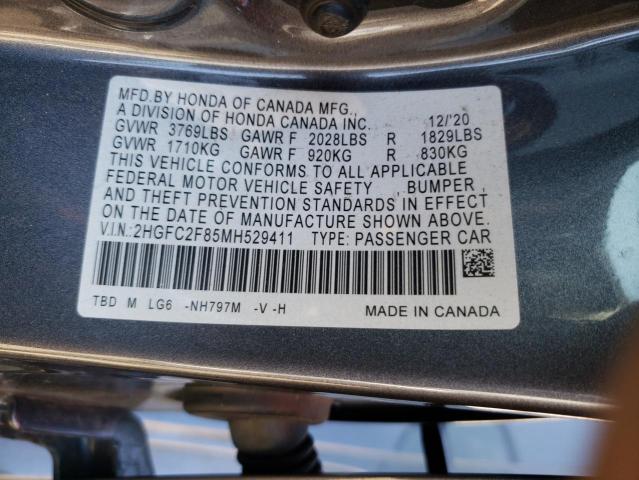 MFD.BY HONDA OF CANADA MFG.,
A DIVISION OF HONDA CANADA INC. 12/'20
GVWR 3769LBS GAWR F 2028LBS R 1829LBS
GVWR 1710KG GAWR F 920KG R 830KG
THIS VEHICLE CONFORMS TO ALL APPLICABLE
FEDERAL MOTOR VEHICLE SAFETY , BUMPER ,
AND THEFT PREVENTION STANDARDS IN EFFECT
ON THE DATE OF MANUFACTURE SHOWN ABOVE.
V.I.N.:2HGFC2F85MH529411 TYPE: PASSENGER CAR
TBD M LG6 -NH797M -V -H MADE IN CANADA